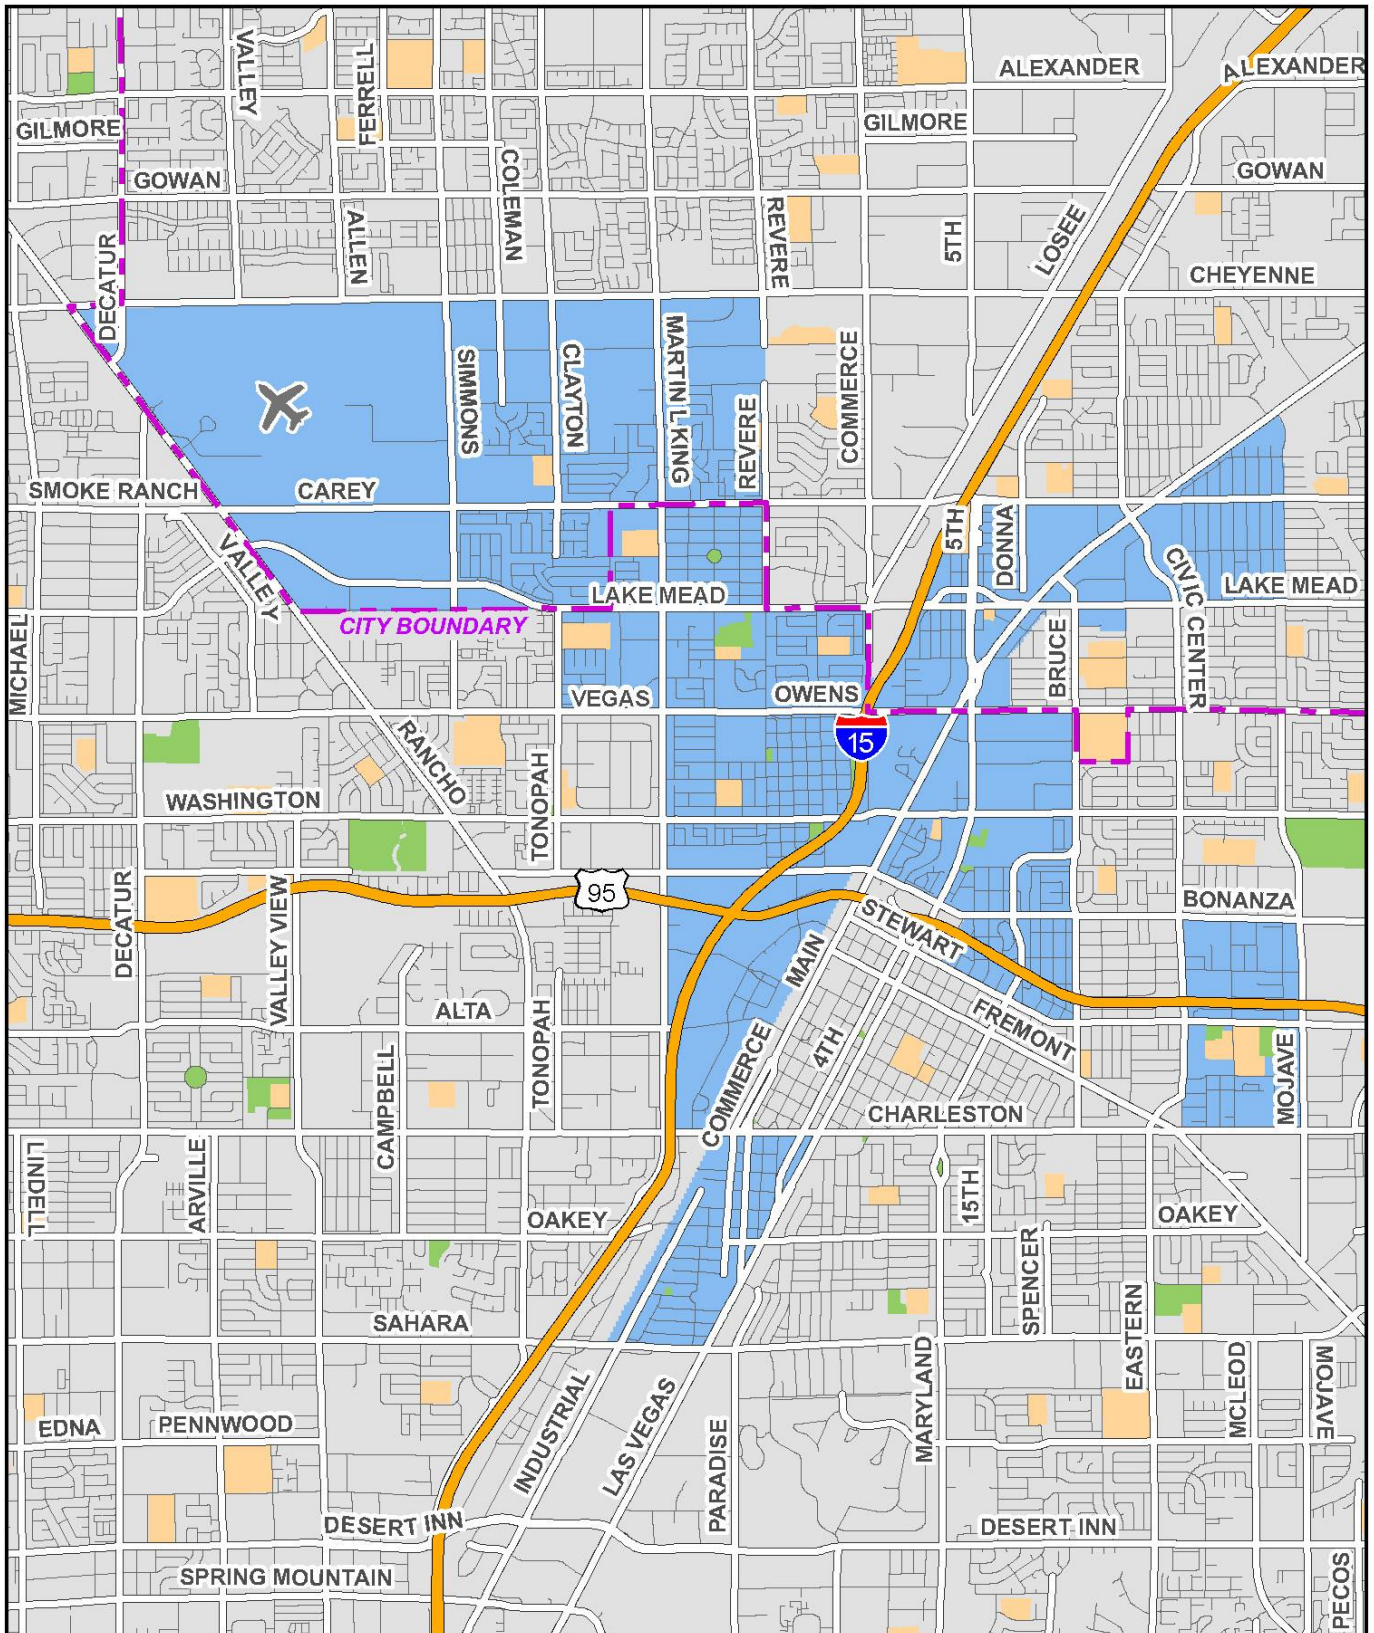 VALLEY
FERRELL
ALEXANDER
ALEXANDER
GILMORE
GILMORE
GOWAN
COLEMAN
GOWAN
ALLEN
REVERE
5TH
LOSEE
DECATUR
CHEYENNE
SIMMONS
CLAYTON
MARTIN L KING
REVERE
COMMERCE
SMOKE RANCH
CAREY
5TH
DONNA
VALLEY
CIVIC CENTER
LAKE MEAD
LAKE MEAD
CITY BOUNDARY
MICHAEL
BRUCE
VEGAS
OWENS
15
RANCHO
WASHINGTON
TONOPAH
DECATUR
VALLEY VIEW
95
BONANZA
STEWART
MAIN
ALTA
TONOPAH
FREMONT
4TH
CAMPBELL
COMMERCE
MOJAVE
CHARLESTON
LINDELL
ARVILLE
15TH
OAKEY
OAKEY
SPENCER
EASTERN
SAHARA
MARYLAND
MCLEOD
MOJAVE
EDNA
PENNWOOD
INDUSTRIAL
LAS VEGAS
PARADISE
DESERT INN
DESERT INN
SPRING MOUNTAIN
PECOS